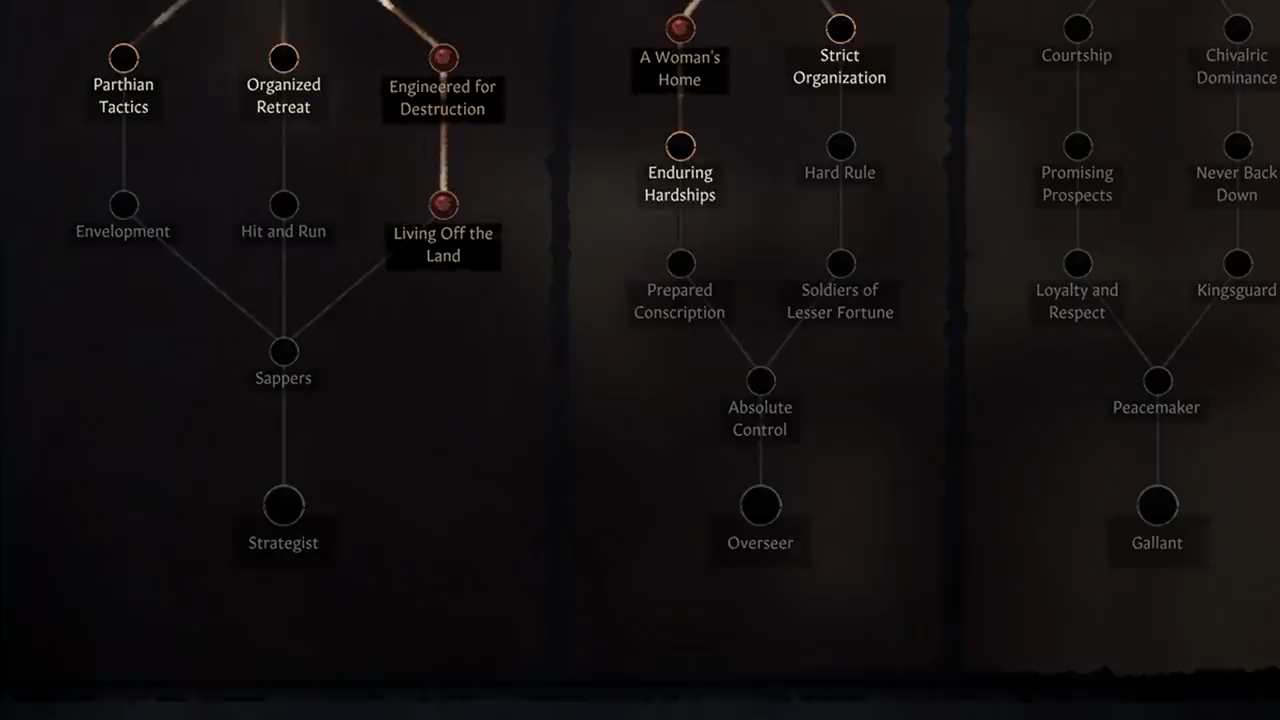 Parthian
Tactics
Organized
Retreat
Engineered for
Destruction
Envelopment
Hit and Run
Living Off the
Land
Sappers
Strategist
A Woman's
Home
Strict
Organization
Enduring
Hardships
Hard Rule
Prepared
Conscription
Soldiers of
Lesser Fortune
Absolute
Control
Overseer
Courtship
Chivalric
Dominance
Promising
Prospects
Never Back
Down
Loyalty and
Respect
Kingsguard
Peacemaker
Gallant